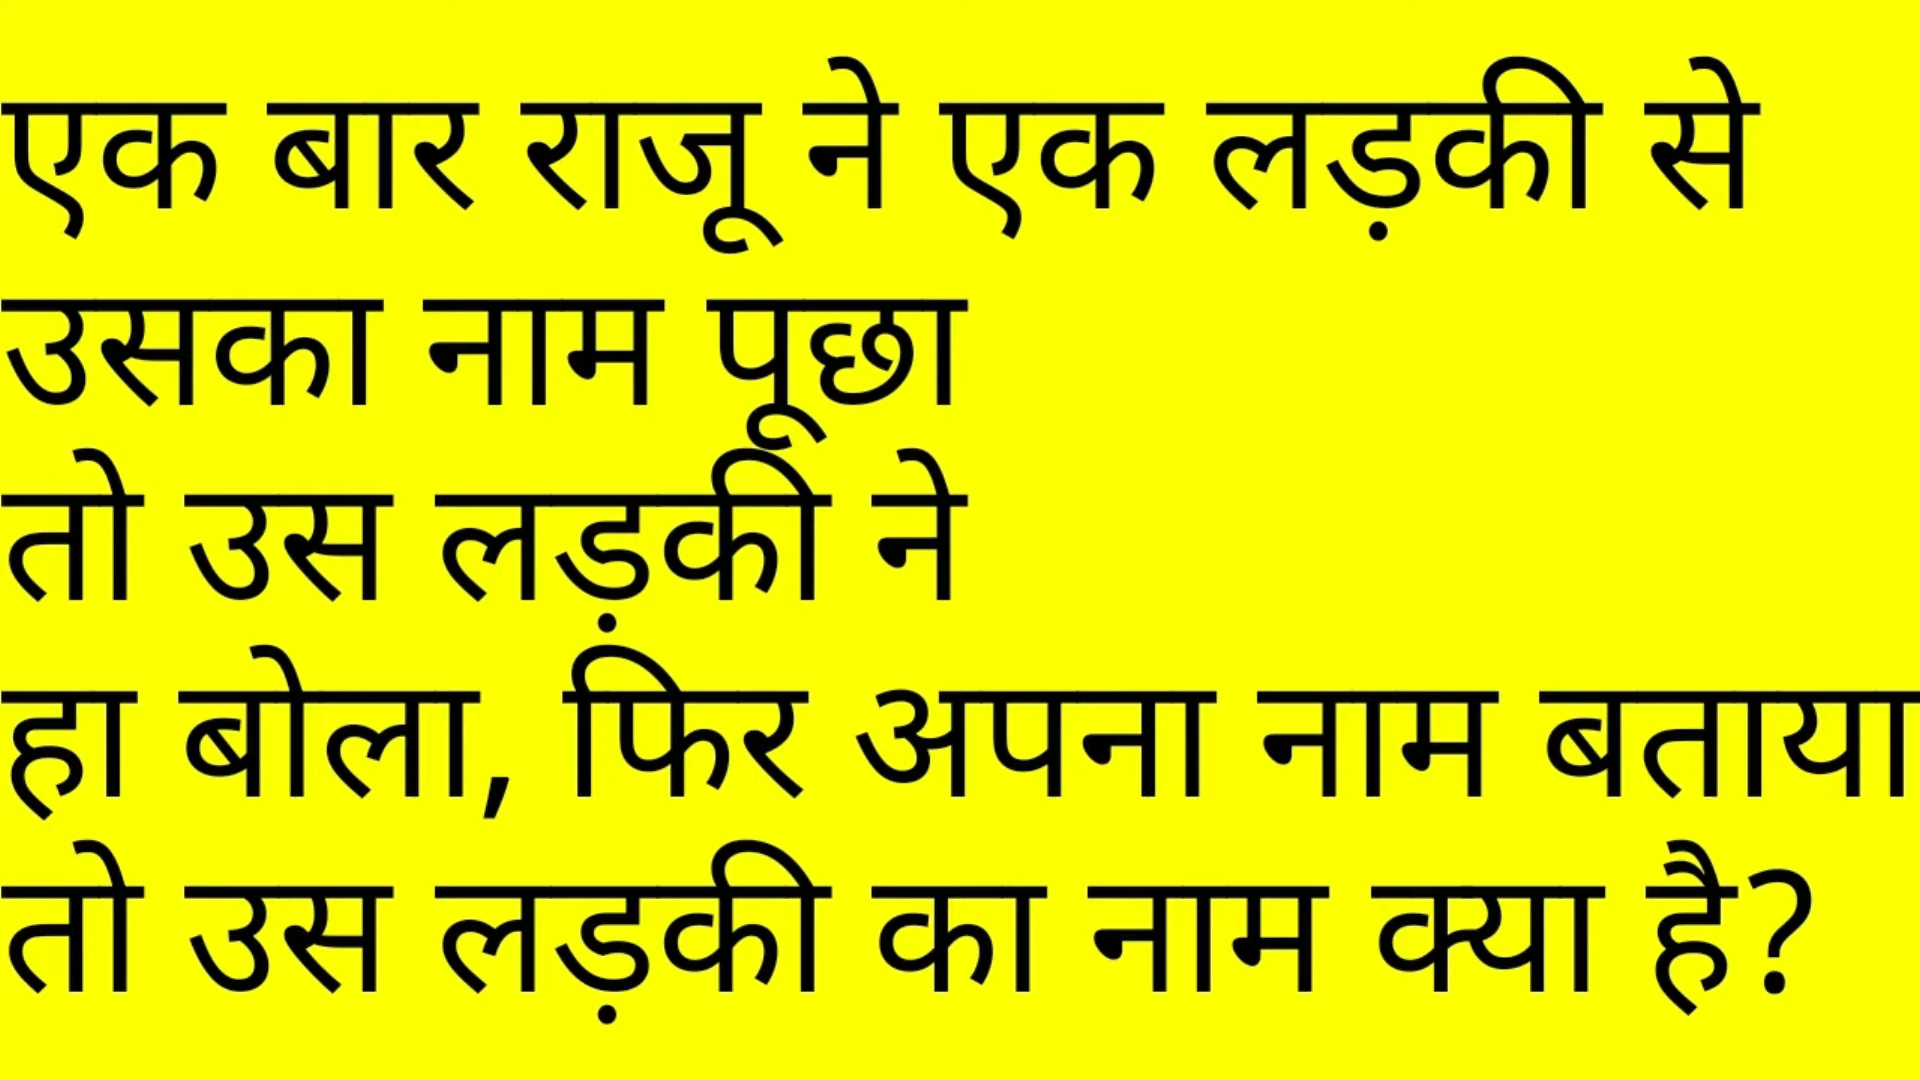 एक बार राजू ने एक लड़की से
उसका नाम पूछा
तो उस लड़की ने
हा बोला, फिर अपना नाम बताया
तो उस लड़की का नाम क्या है?